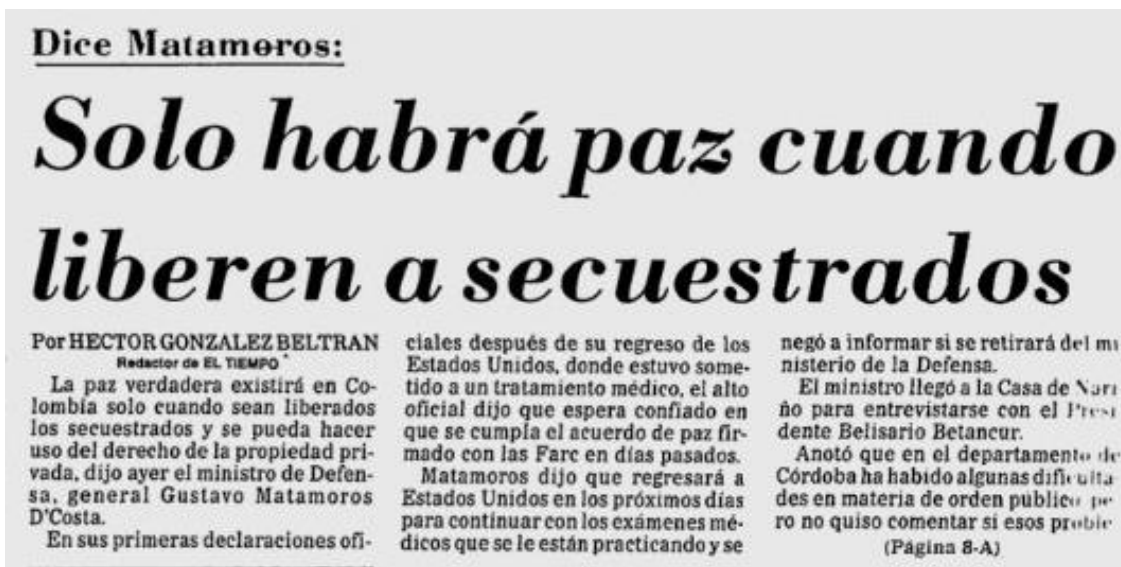 Dice Matamoros:
Solo habrá paz cuando
liberen a secuestrados
Por HECTOR GONZALEZ BELTRAN
Redactor de EL TIEMPO
La paz verdadera existirá en Co-
lombia solo cuando sean liberados
los secuestrados y se pueda hacer
uso del derecho de la propiedad pri-
vada, dijo ayer el ministro de Defen-
sa, general Gustavo Matamoros
D'Costa.
En sus primeras declaraciones ofi-
ciales después de su regreso de los
Estados Unidos, donde estuvo some-
tido a un tratamiento médico, el alto
oficial dijo que espera confiado en
que se cumpla el acuerdo de paz fir-
mado con las Farc en días pasados.
Matamoros dijo que regresará a
Estados Unidos en los próximos días
para continuar con los exámenes mé-
dicos que se le están practicando y se
negó a informar si se retirará del mi
nisterio de la Defensa.
El ministro llegó a la Casa de Nari
ño para entrevistarse con el Presi
dente Belisario Betancur.
Anotó que en el departamento de
Córdoba ha habido algunas dificulta
des en materia de orden publico pe
ro no quiso comentar si esos proble
(Página 8-A)